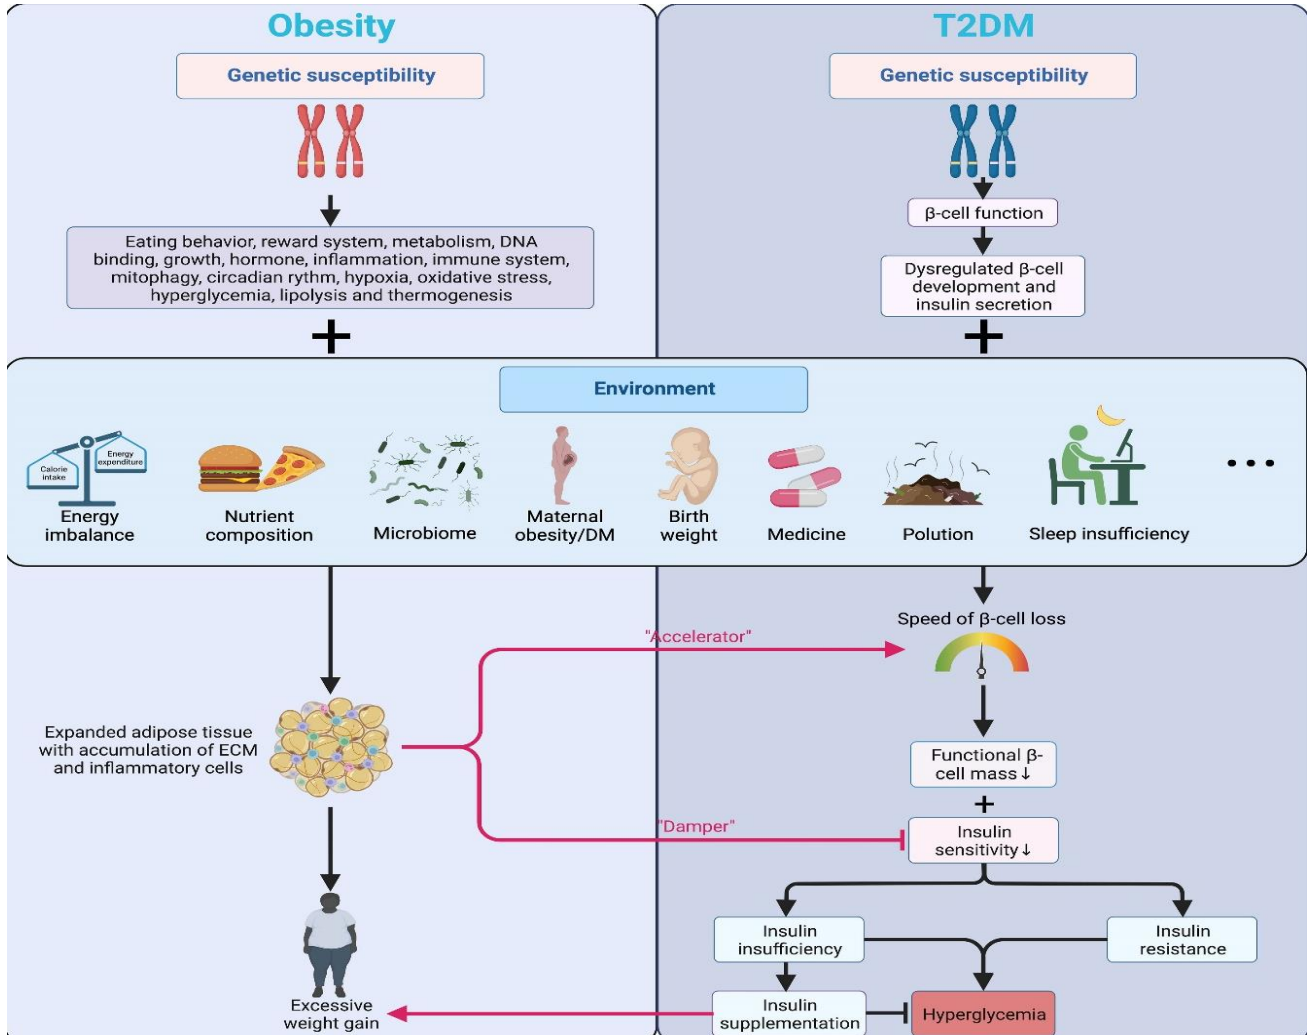 Obesity
Genetic susceptibility
Eating behavior, reward system, metabolism, DNA
binding, growth, hormone, inflammation, immune system,
mitophagy, circadian rythm, hypoxia, oxidative stress,
hyperglycemia, lipolysis and thermogenesis
+
T2DM
Genetic susceptibility
β-cell function
Dysregulated β-cell
development and
insulin secretion
+
Environment
Calorie
intake
Energy
expenditure
Energy
imbalance
Nutrient
composition
Microbiome
Maternal
obesity/DM
Birth
weight
Medicine
Polution
Sleep insufficiency
...
Expanded adipose tissue
with accumulation of ECM
and inflammatory cells
"Accelerator"
"Damper"
Speed of β-cell loss
Functional β-
cell mass↓
+
Insulin
sensitivity↓
Insulin
insufficiency
Insulin
resistance
Excessive
weight gain
Insulin
supplementation
Hyperglycemia